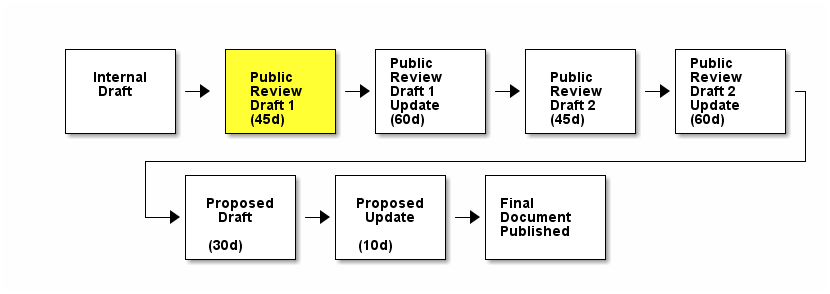 Internal
Draft
Public
Review
Draft 1
(45d)
Public
Review
Draft 1
Update
(60d)
Public
Review
Draft 2
(45d)
Public
Review
Draft 2
Update
(60d)
Proposed
Draft
(30d)
Proposed
Update
(10d)
Final
Document
Published